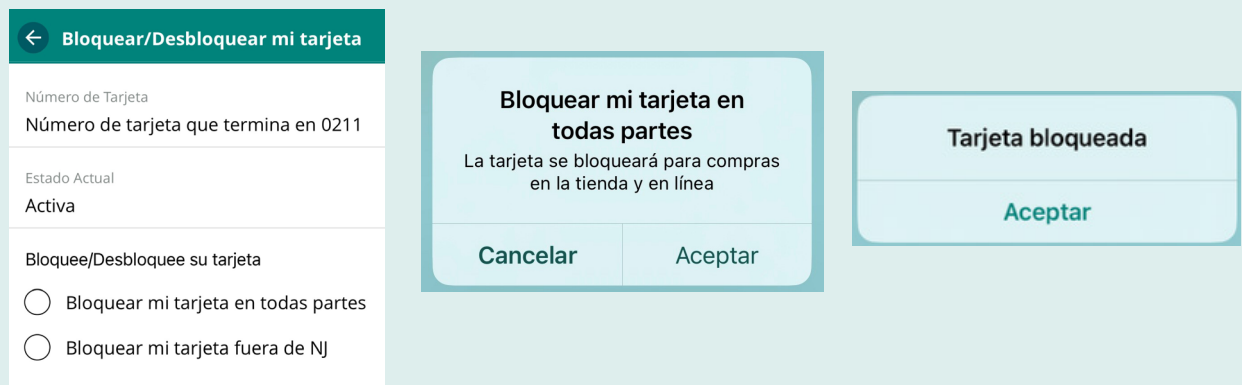 Bloquear/Desbloquear mi tarjeta
Número de Tarjeta
Número de tarjeta que termina en 0211
Estado Actual
Activa
Bloquee/Desbloquee su tarjeta
Bloquear mi tarjeta en todas partes
Bloquear mi tarjeta fuera de NJ
Bloquear mi tarjeta en
todas partes
La tarjeta se bloqueará para compras
en la tienda y en línea
Cancelar
Aceptar
Tarjeta bloqueada
Aceptar